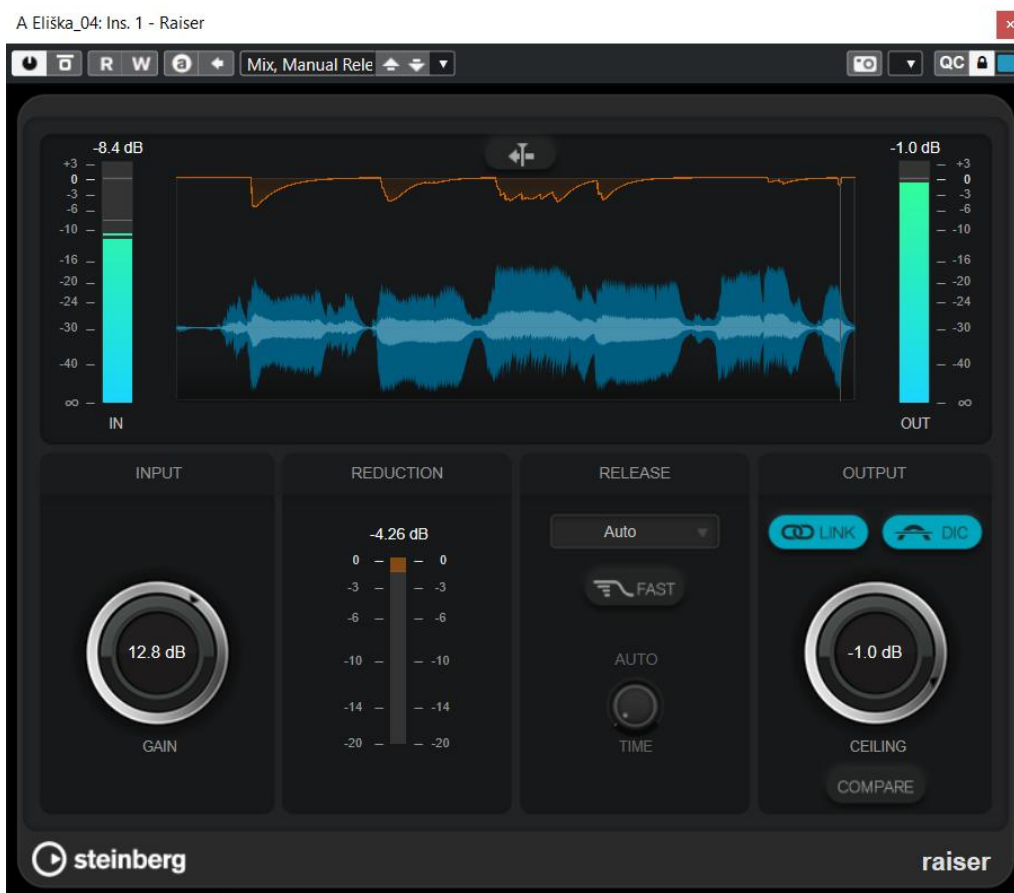 A Eliška_04: Ins. 1 - Raiser
R W a Mix, Manual Rele QC
-8.4 dB -1.0 dB
+3 +3
0 0
-3 -3
-6 -6
-10 -10
-16 -16
-20 -20
-24 -24
-30 -30
-40 -40
∞ ∞
IN OUT
INPUT REDUCTION RELEASE OUTPUT
-4.26 dB Auto LINK DIC
0 0
-3 -3 FAST
-6 -6
12.8 dB -10 -10 AUTO -1.0 dB
-14 -14
-20 -20
GAIN TIME CEILING
COMPARE
steinberg raiser